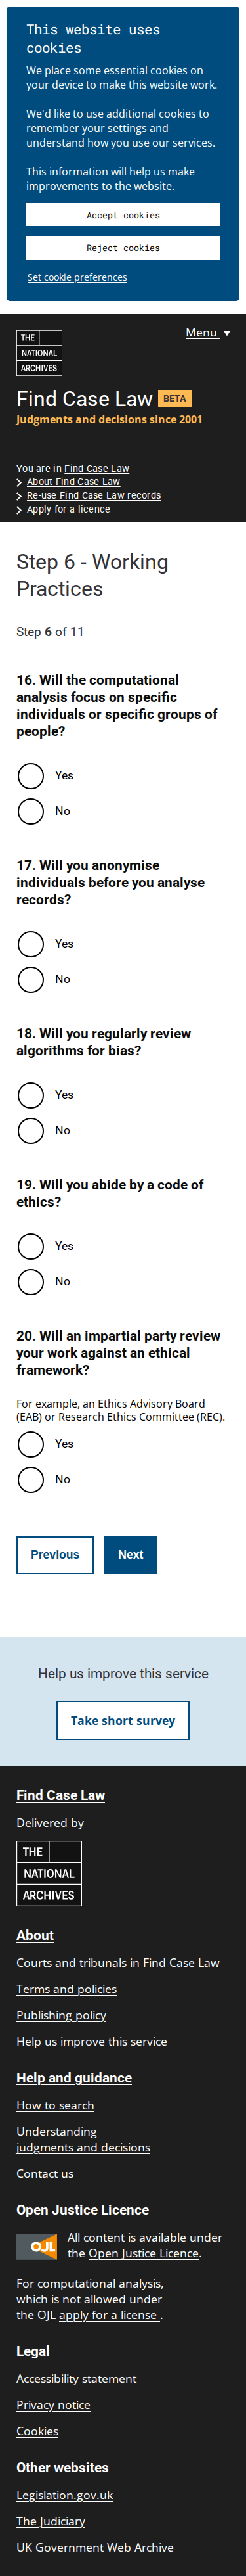 This website uses
cookies
We place some essential cookies on
your device to make this website work.
We'd like to use additional cookies to
remember your settings and
understand how you use our services.
This information will help us make
improvements to the website.
Accept cookies
Reject cookies
Set cookie preferences
Menu
THE
NATIONAL
ARCHIVES
Find Case Law BETA
Judgments and decisions since 2001
You are in Find Case Law
About Find Case Law
Re-use Find Case Law records
Apply for a licence
Step 6 - Working
Practices
Step 6 of 11
16. Will the computational
analysis focus on specific
individuals or specific groups of
people?
Yes
No
17. Will you anonymise
individuals before you analyse
records?
Yes
No
18. Will you regularly review
algorithms for bias?
Yes
No
19. Will you abide by a code of
ethics?
Yes
No
20. Will an impartial party review
your work against an ethical
framework?
For example, an Ethics Advisory Board
(EAB) or Research Ethics Committee (REC).
Yes
No
Previous Next
Help us improve this service
Take short survey
Find Case Law
Delivered by
THE
NATIONAL
ARCHIVES
About
Courts and tribunals in Find Case Law
Terms and policies
Publishing policy
Help us improve this service
Help and guidance
How to search
Understanding
judgments and decisions
Contact us
Open Justice Licence
OJL
All content is available under
the Open Justice Licence.
For computational analysis,
which is not allowed under
the OJL apply for a license .
Legal
Accessibility statement
Privacy notice
Cookies
Other websites
Legislation.gov.uk
The Judiciary
UK Government Web Archive